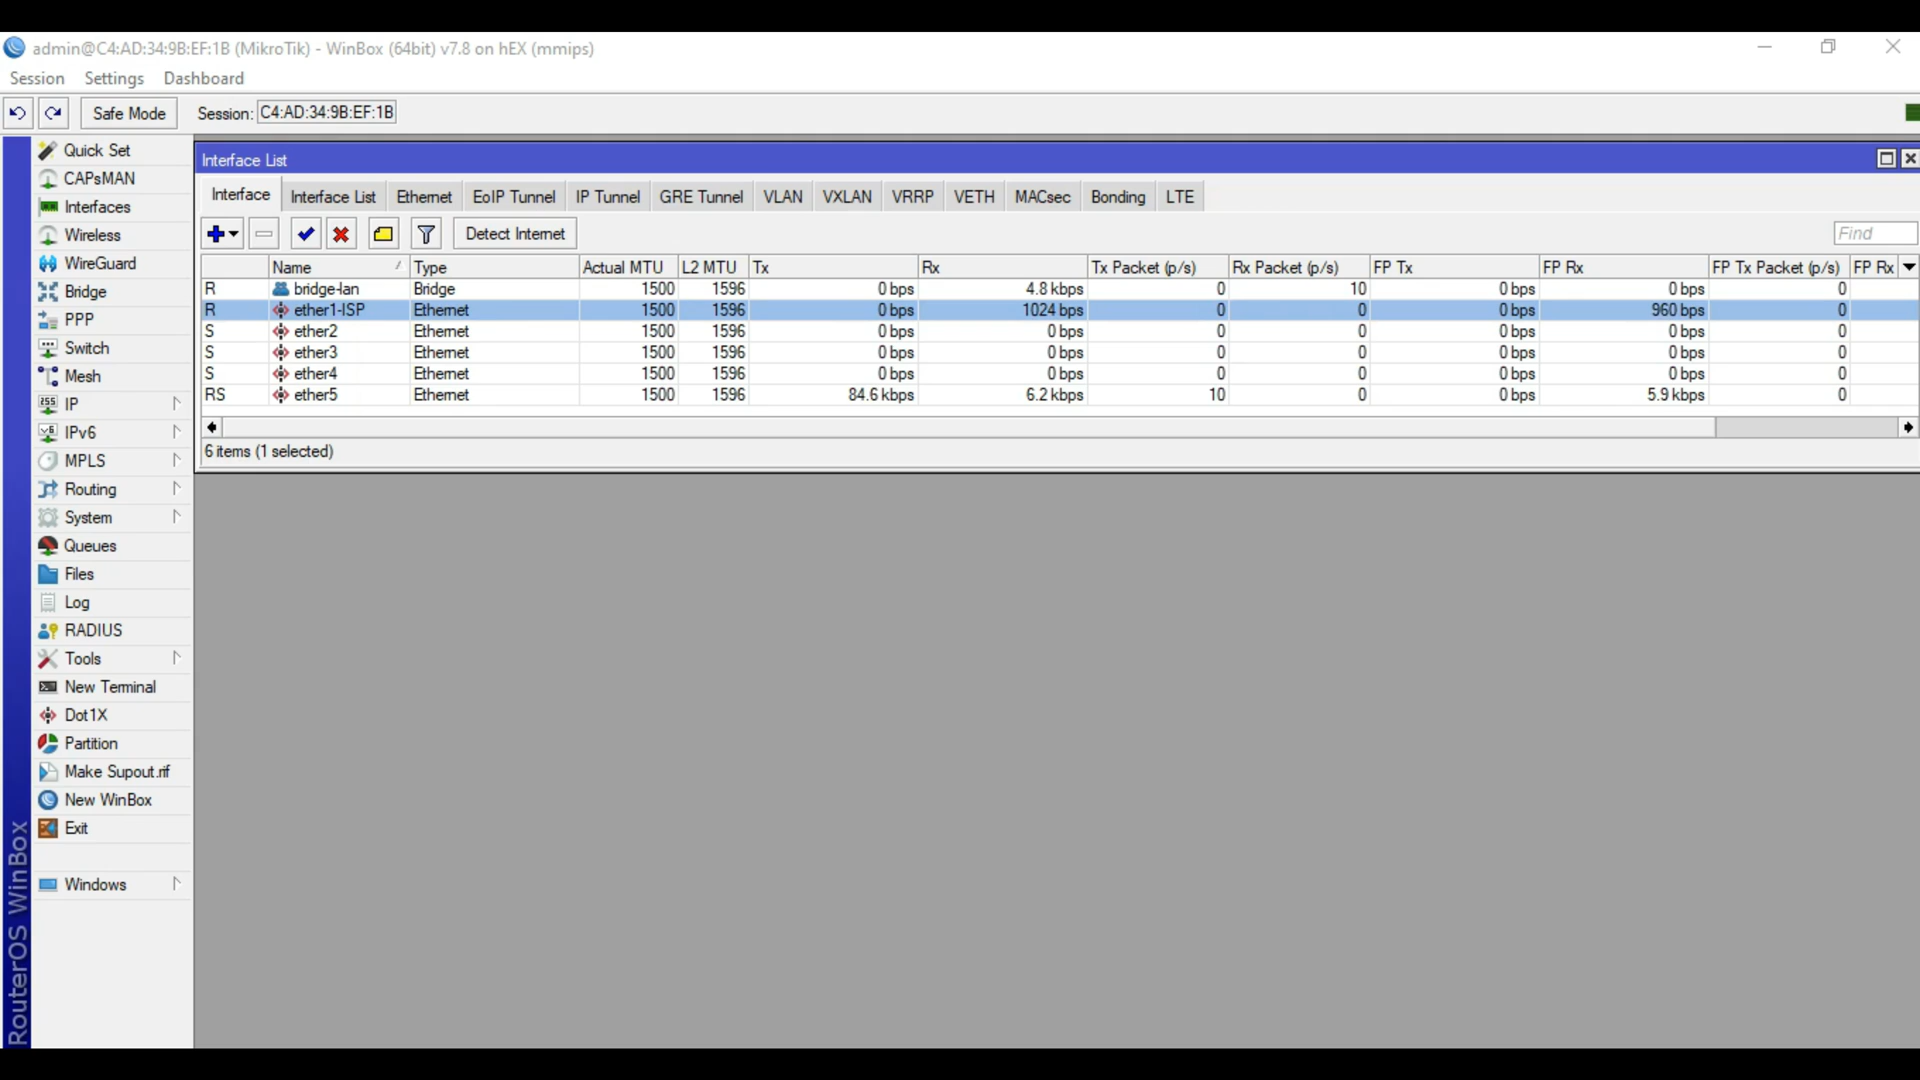 admin@C4:AD:34:9B:EF:1B (MikroTik) - WinBox (64bit) v7.8 on hEX (mmips)
Session Settings Dashboard
Safe Mode Session: C4:AD:34:9B:EF:1B
Quick Set
CAPsMAN
Interfaces
Wireless
WireGuard
Bridge
PPP
Switch
Mesh
IP
IPv6
MPLS
Routing
System
Queues
Files
Log
RADIUS
Tools
New Terminal
Dot1X
Partition
Make Supout.rif
New WinBox
Exit
Windows
RouterOS WinBox
Interface List
Interface Interface List Ethernet EoIP Tunnel IP Tunnel GRE Tunnel VLAN VXLAN VRRP VETH MACsec Bonding LTE
Detect Internet Find
Name Type Actual MTU L2 MTU Tx Rx Tx Packet (p/s) Rx Packet (p/s) FP Tx FP Rx FP Tx Packet (p/s) FP Rx
R bridge-lan Bridge 1500 1596 0 bps 4.8 kbps 0 10 0 bps 0 bps 0
R ether1-ISP Ethernet 1500 1596 0 bps 1024 bps 0 0 0 bps 960 bps 0
S ether2 Ethernet 1500 1596 0 bps 0 bps 0 0 0 bps 0 bps 0
S ether3 Ethernet 1500 1596 0 bps 0 bps 0 0 0 bps 0 bps 0
S ether4 Ethernet 1500 1596 0 bps 0 bps 0 0 0 bps 0 bps 0
RS ether5 Ethernet 1500 1596 84.6 kbps 6.2 kbps 10 0 0 bps 5.9 kbps 0
6 items (1 selected)